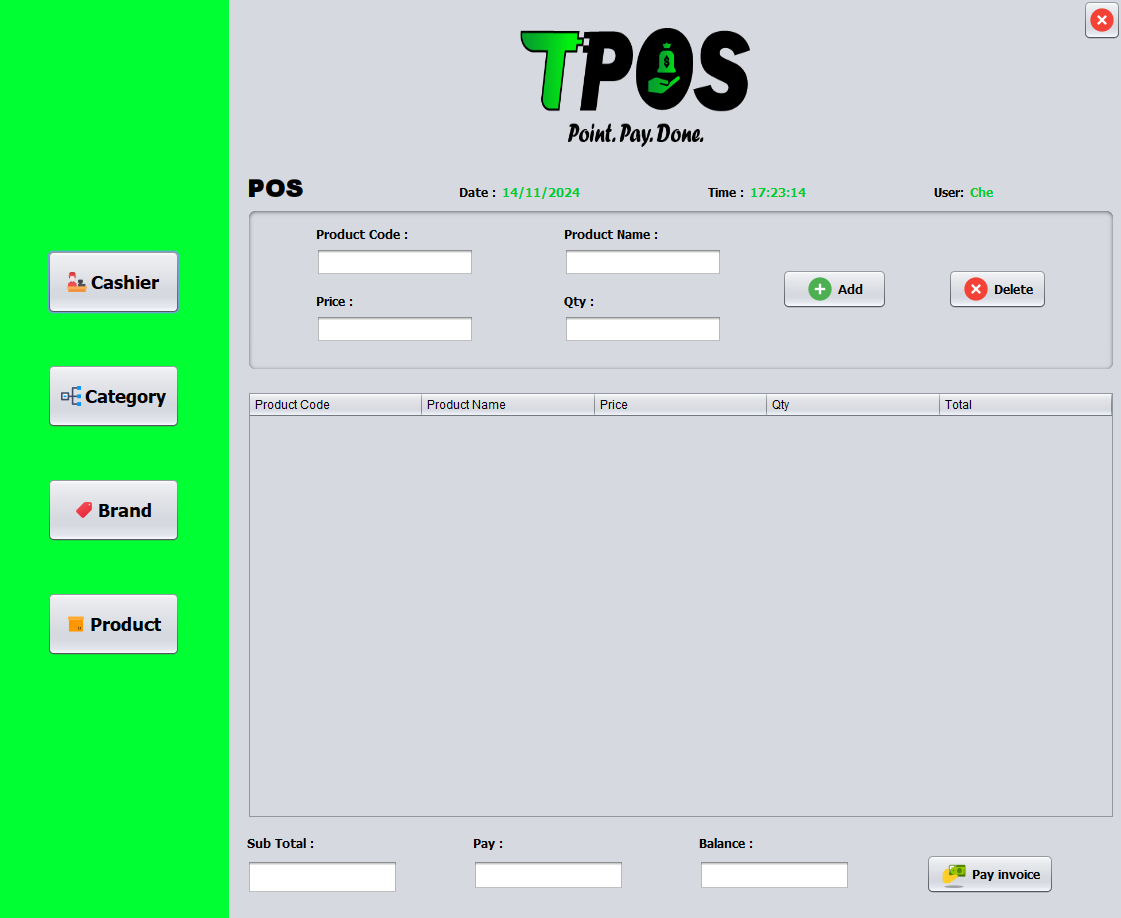 TPOS
Point. Pay. Done.
POS
Date : 14/11/2024
Time : 17:23:14
User: Che
Cashier
Category
Brand
Product
Product Code :
Product Name :
Price :
Qty :
Add
Delete
Product Code Product Name Price Qty Total
Sub Total :
Pay :
Balance :
Pay invoice